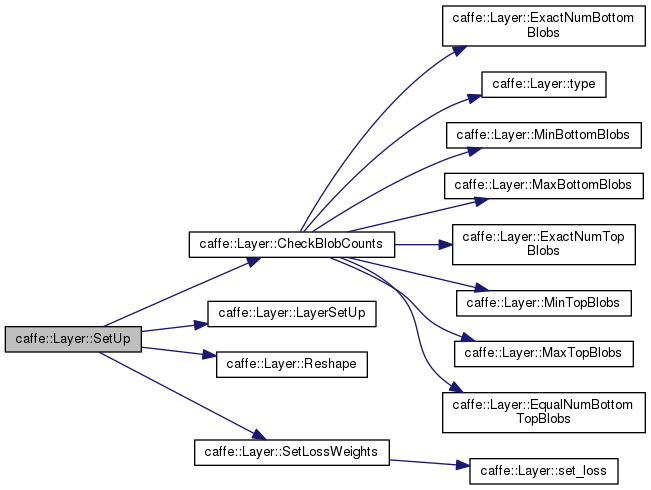 caffe::Layer::ExactNumBottom
Blobs
caffe::Layer::type
caffe::Layer::MinBottomBlobs
caffe::Layer::MaxBottomBlobs
caffe::Layer::CheckBlobCounts
caffe::Layer::ExactNumTop
Blobs
caffe::Layer::MinTopBlobs
caffe::Layer::LayerSetUp
caffe::Layer::SetUp
caffe::Layer::MaxTopBlobs
caffe::Layer::Reshape
caffe::Layer::EqualNumBottom
TopBlobs
caffe::Layer::SetLossWeights
caffe::Layer::set_loss